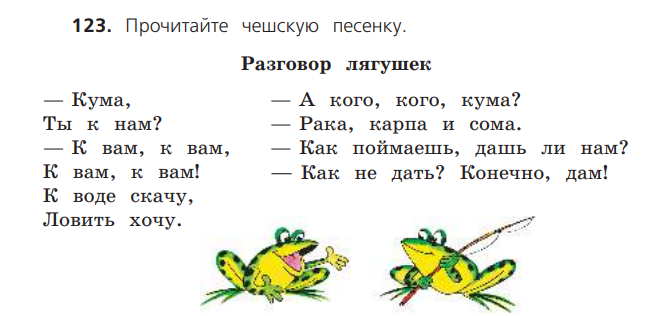 123. Прочитайте чешскую песенку.
Разговор лягушек
— Кума,
Ты к нам?
— К вам, к вам,
К вам, к вам!
К воде скачу,
Ловить хочу.
— А кого, кого, кума?
— Рака, карпа и сома.
— Как поймаешь, дашь ли нам?
— Как не дать? Конечно, дам!